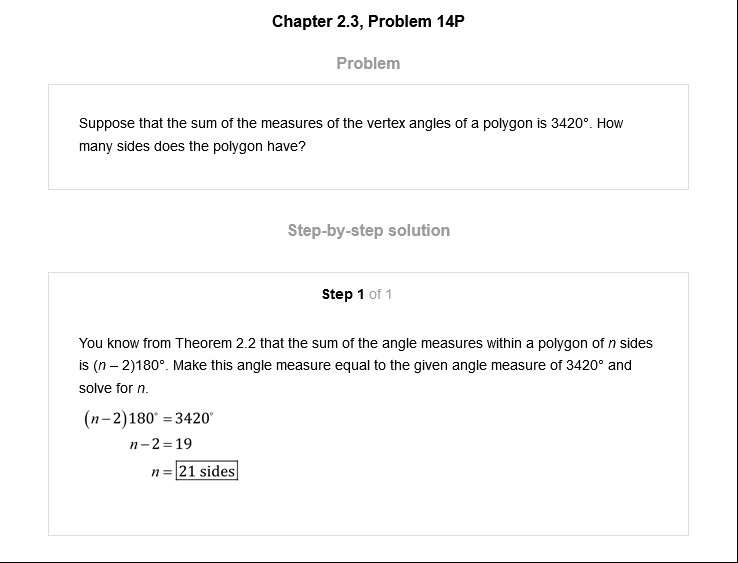 Chapter 2.3, Problem 14P
Problem
Suppose that the sum of the measures of the vertex angles of a polygon is 3420°. How
many sides does the polygon have?
Step-by-step solution
Step 1 of 1
You know from Theorem 2.2 that the sum of the angle measures within a polygon of n sides
is (n – 2)180°. Make this angle measure equal to the given angle measure of 3420° and
solve for n.
(n−2)180° = 3420°
n−2 = 19
n = 21 sides